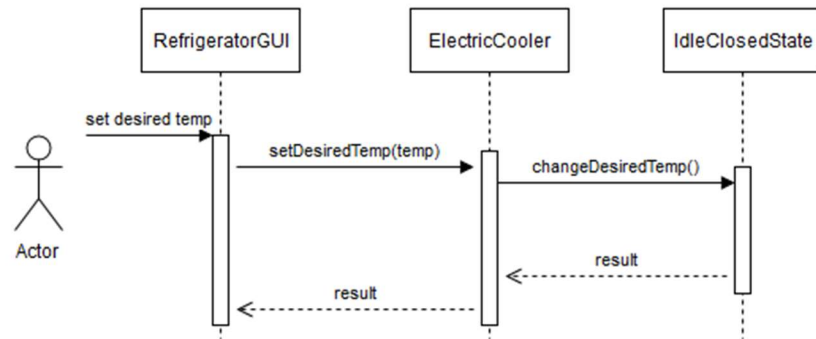 RefrigeratorGUI
ElectricCooler
IdleClosedState
set desired temp
setDesiredTemp(temp)
changeDesiredTemp()
Actor
result
result